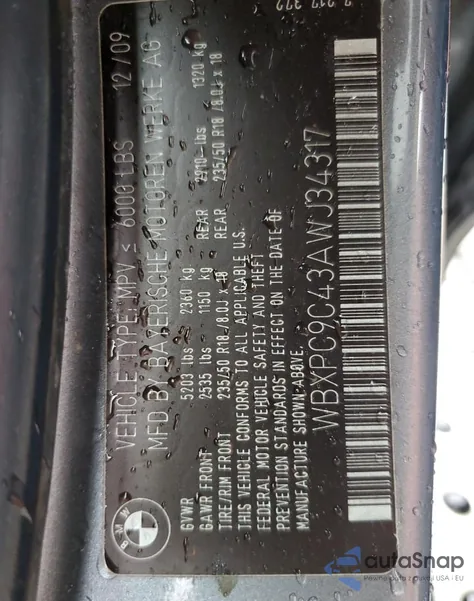 VEHICLE TYPE: MPV ≤ 6000 LBS 12/09
MFD BY BAYERISCHE MOTOREN WERKE AG
GVWR 5203 lbs 2360 kg
GAWR FRONT 2535 lbs 1150 kg REAR 2910 lbs 1320 kg
TIRE/RIM FRONT 235/50 R18 /8.0J x 18 REAR 235/50 R18 /8.0J x 18
THIS VEHICLE CONFORMS TO ALL APPLICABLE U.S.
FEDERAL MOTOR VEHICLE SAFETY AND THEFT
PREVENTION STANDARDS IN EFFECT ON THE DATE OF
MANUFACTURE SHOWN ABOVE.
WBXPC9C43AWJ34317
BMW
autoSnap